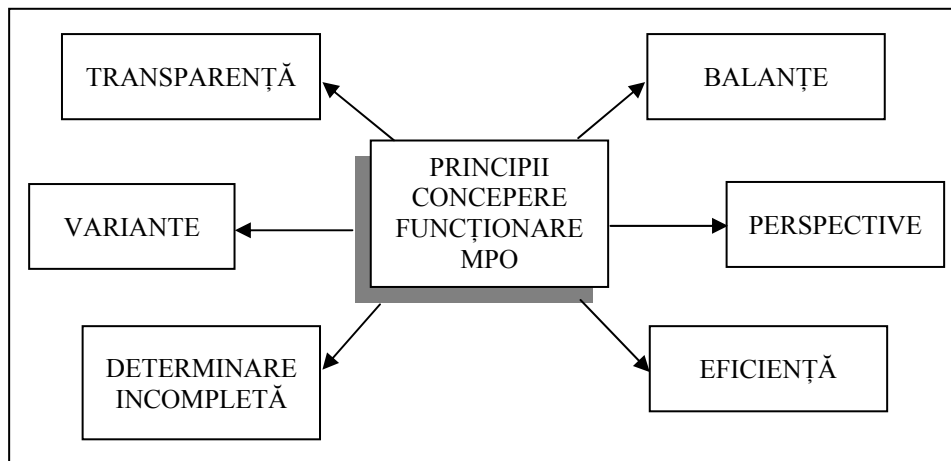 TRANSPARENȚĂ
BALANȚE
PRINCIPII
CONCEPERE
FUNCȚIONARE
MPO
VARIANTE
PERSPECTIVE
DETERMINARE
INCOMPLETĂ
EFICIENȚĂ